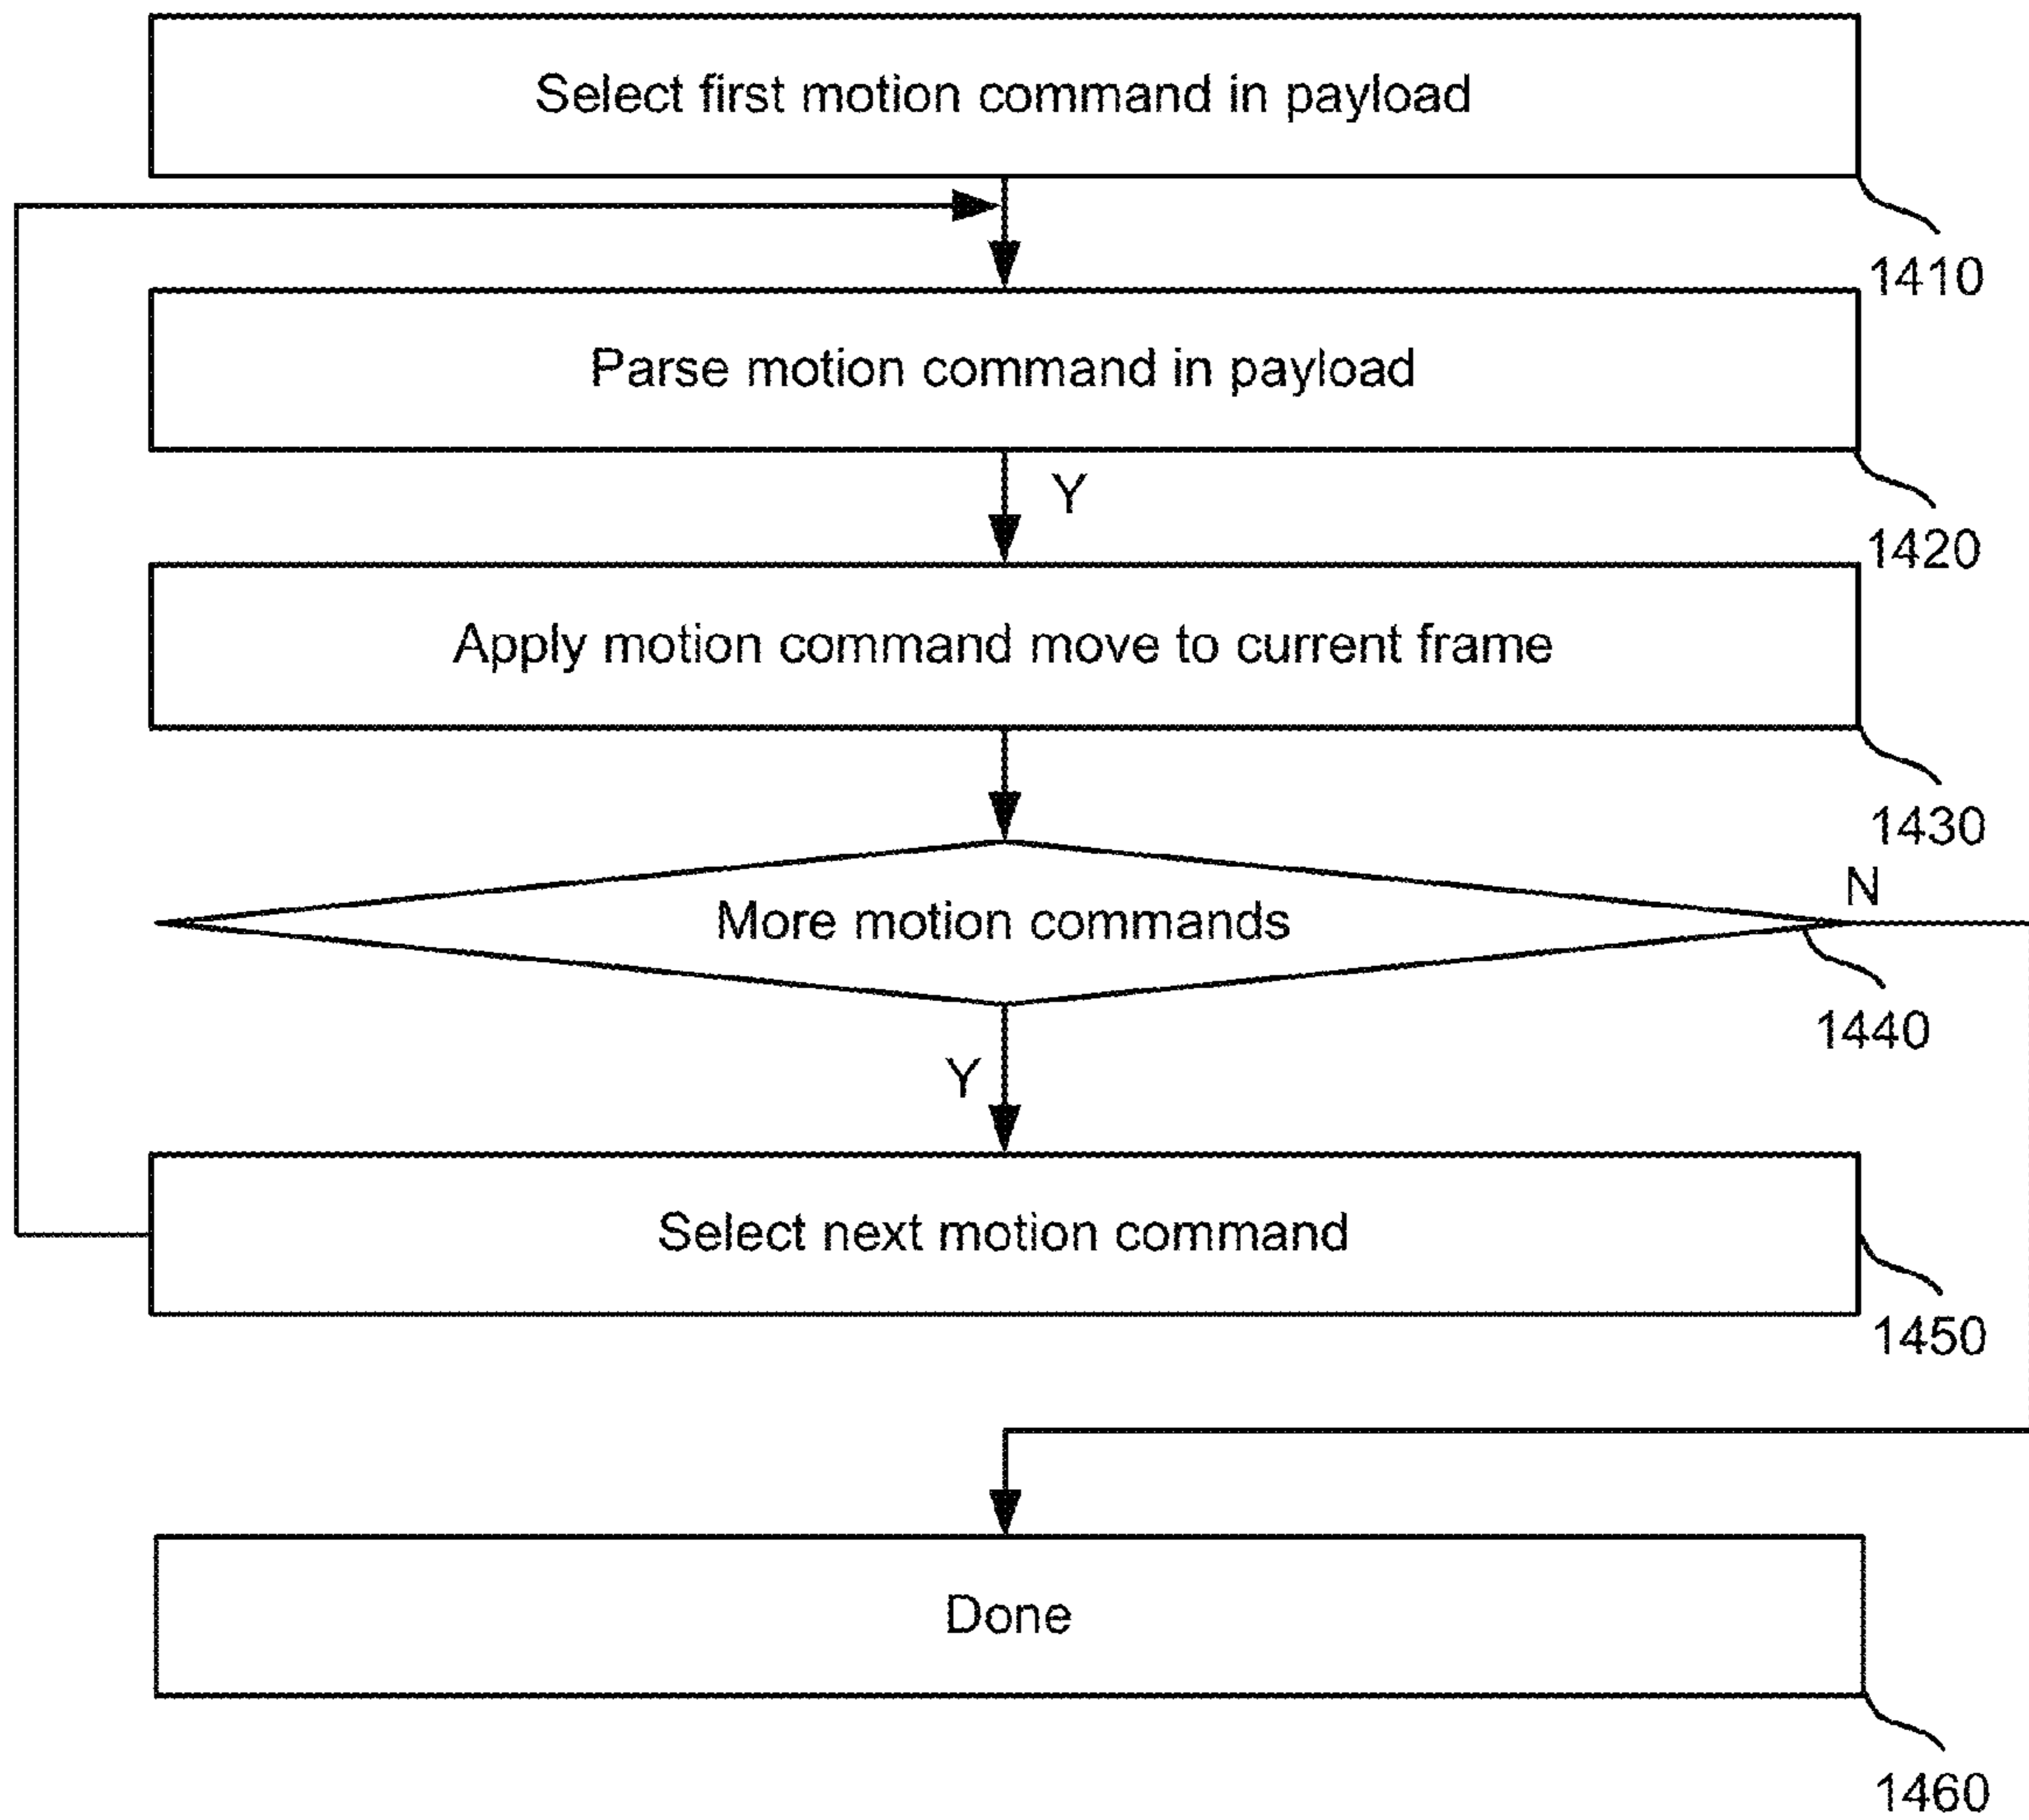 Select first motion command in payload
1410
Parse motion command in payload
Y
1420
Apply motion command move to current frame
1430
N
More motion commands
1440
Y
Select next motion command
1450
Done
1460